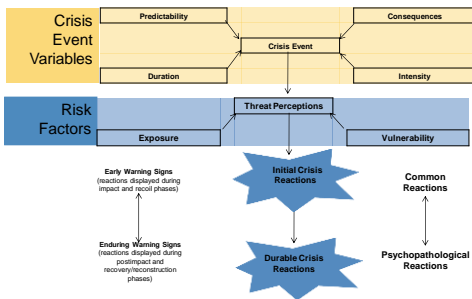 Crisis
Event
Variables
Predictability
Consequences
Crisis Event
Duration
Intensity
Risk
Factors
Threat Perceptions
Exposure
Vulnerability
Early Warning Signs
(reactions displayed during
impact and recoil phases)
Initial Crisis
Reactions
Common
Reactions
Enduring Warning Signs
(reactions displayed during
postimpact and
recovery/reconstruction
phases)
Durable Crisis
Reactions
Psychopathological
Reactions